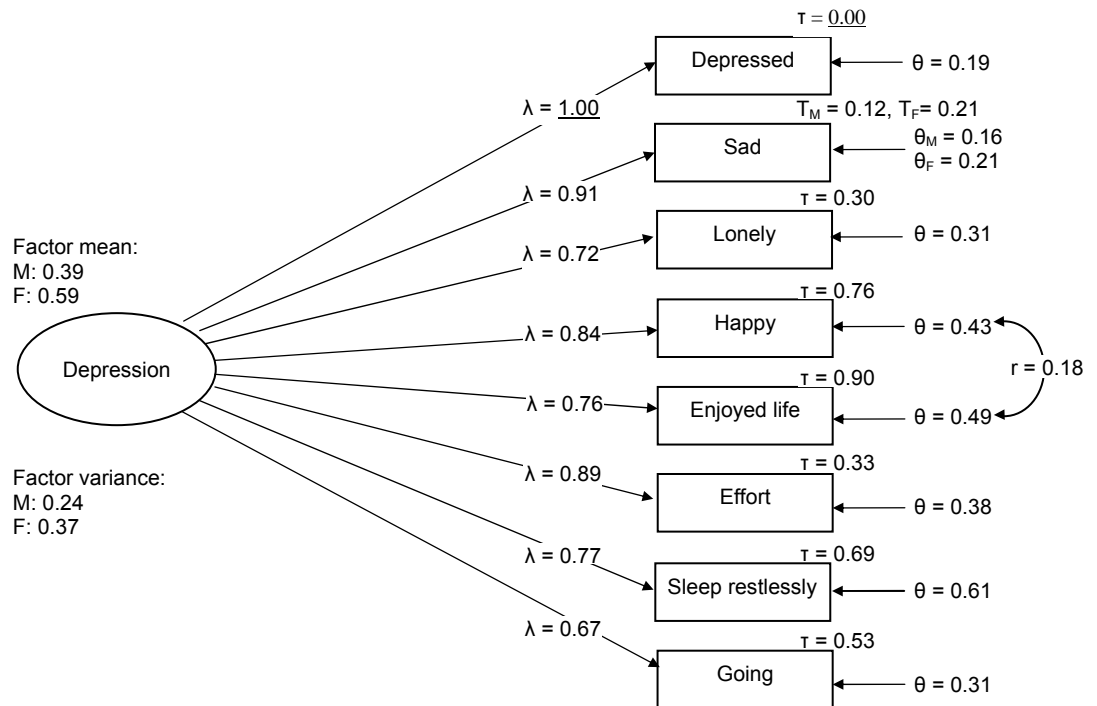 τ = 0.00
Depressed
θ = 0.19
λ = 1.00
T_M = 0.12, T_F= 0.21
Sad
θ_M = 0.16
θ_F = 0.21
λ = 0.91
τ = 0.30
Lonely
θ = 0.31
λ = 0.72
Factor mean:
M: 0.39
F: 0.59
τ = 0.76
Happy
θ = 0.43
λ = 0.84
Depression
r = 0.18
τ = 0.90
Enjoyed life
θ = 0.49
λ = 0.76
τ = 0.33
Effort
θ = 0.38
λ = 0.89
Factor variance:
M: 0.24
F: 0.37
τ = 0.69
Sleep restlessly
θ = 0.61
λ = 0.77
τ = 0.53
Going
θ = 0.31
λ = 0.67